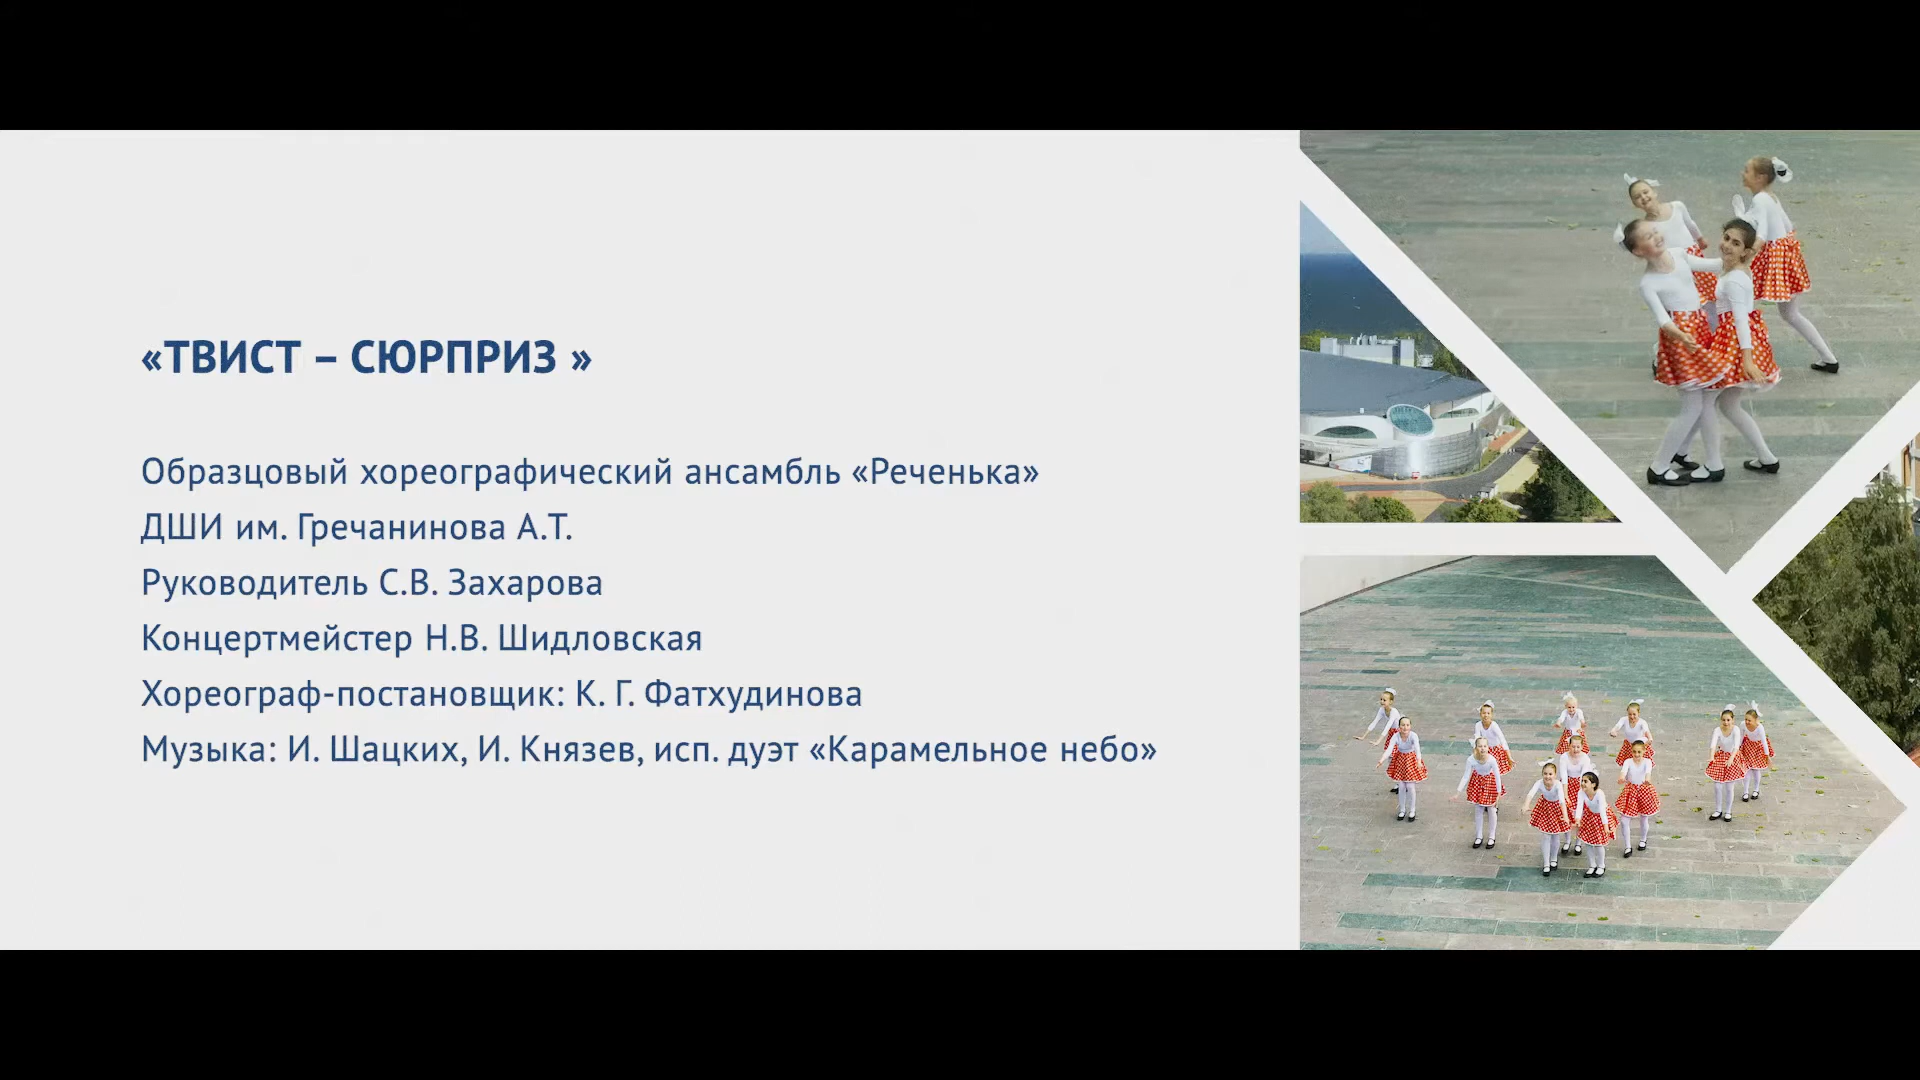 «ТВИСТ – СЮРПРИЗ »
Образцовый хореографический ансамбль «Реченька»
ДШИ им. Гречанинова А.Т.
Руководитель С.В. Захарова
Концертмейстер Н.В. Шидловская
Хореограф-постановщик: К. Г. Фатхудинова
Музыка: И. Шацких, И. Князев, исп. дуэт «Карамельное небо»